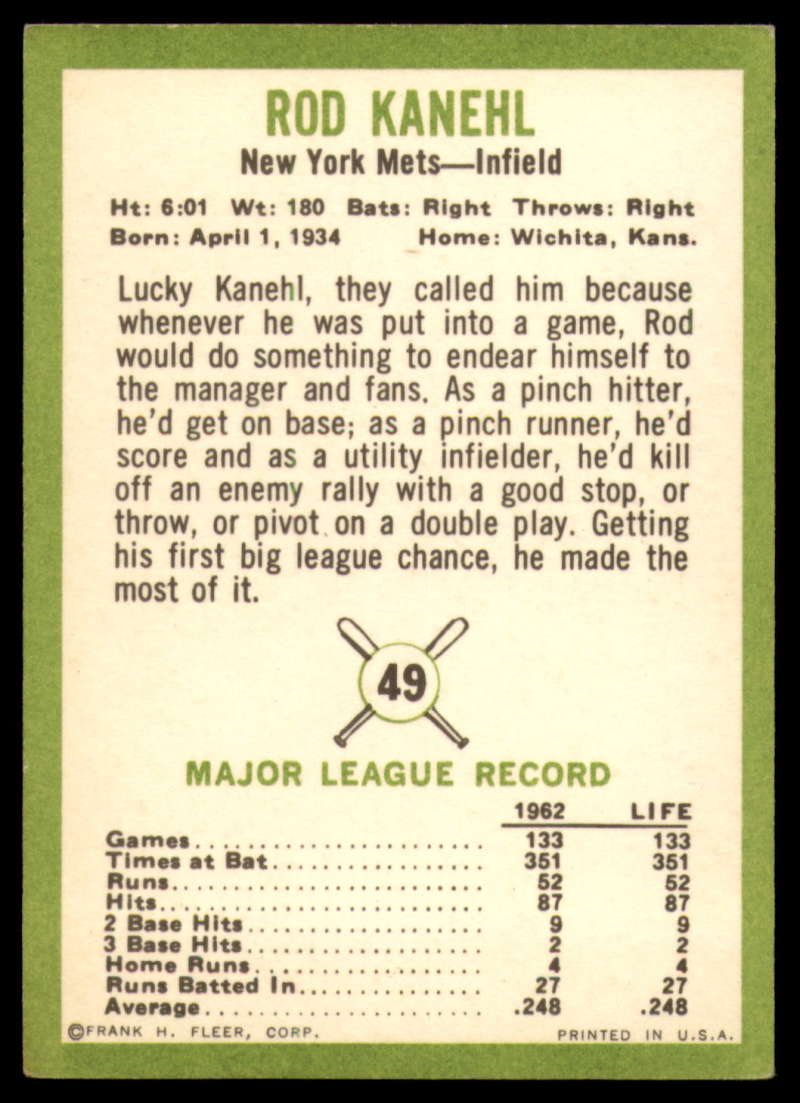 ROD KANEHL
New York Mets—Infield
Ht: 6:01 Wt: 180 Bats: Right Throws: Right
Born: April 1, 1934 Home: Wichita, Kans.
Lucky Kanehl, they called him because
whenever he was put into a game, Rod
would do something to endear himself to
the manager and fans. As a pinch hitter,
he'd get on base; as a pinch runner, he'd
score and as a utility infielder, he'd kill
off an enemy rally with a good stop, or
throw, or pivot on a double play. Getting
his first big league chance, he made the
most of it.
49
MAJOR LEAGUE RECORD
1962 LIFE
Games........................ 133 133
Times at Bat................ 351 351
Runs........................ 52 52
Hits......................... 87 87
2 Base Hits.................. 9 9
3 Base Hits.................. 2 2
Home Runs.................. 4 4
Runs Batted In.............. 27 27
Average...................... .248 .248
©FRANK H. FLEER, CORP. PRINTED IN U.S.A.